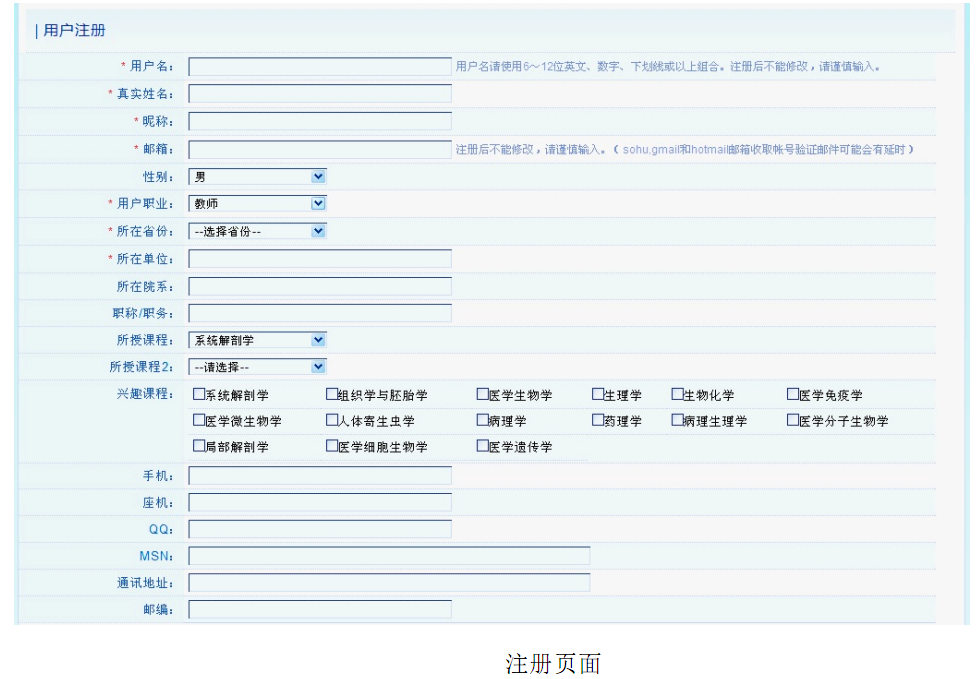 |用户注册
* 用户名： 用户名请使用6～12位英文、数字、下划线或以上组合。注册后不能修改，请谨慎输入。
* 真实姓名：
* 昵称：
* 邮箱： 注册后不能修改，请谨慎输入。（ sohu,gmail和hotmail邮箱收取帐号验证邮件可能会有延时 ）
性别： 男
* 用户职业： 教师
* 所在省份： --选择省份--
* 所在单位：
所在院系：
职称/职务：
所授课程： 系统解剖学
所授课程2： --请选择--
兴趣课程： 系统解剖学 组织学与胚胎学 医学生物学 生理学 生物化学 医学免疫学
医学微生物学 人体寄生虫学 病理学 药理学 病理生理学 医学分子生物学
局部解剖学 医学细胞生物学 医学遗传学
手机：
座机：
QQ：
MSN：
通讯地址：
邮编：
注册页面